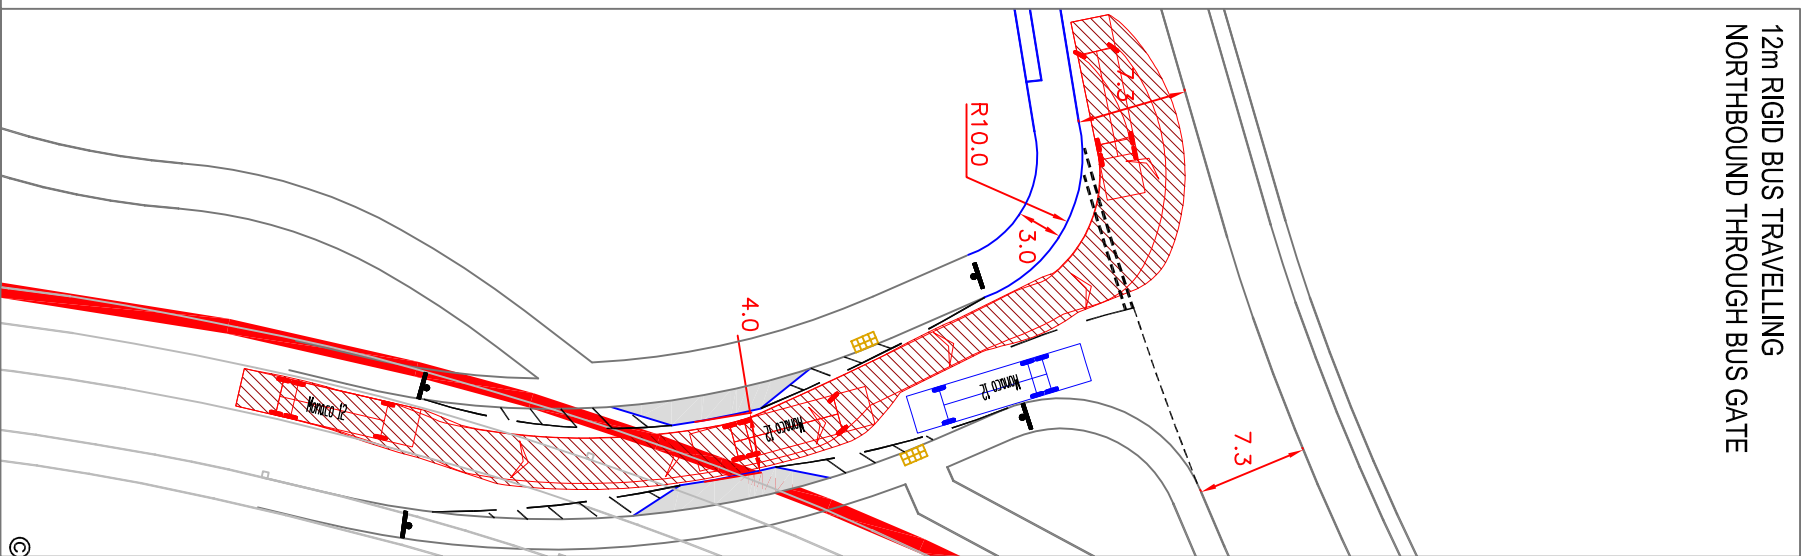 12m RIGID BUS TRAVELLING
NORTHBOUND THROUGH BUS GATE
7.3
R10.0
3.0
4.0
Monaco 12
Monaco 12
Monaco 12
7.3
©